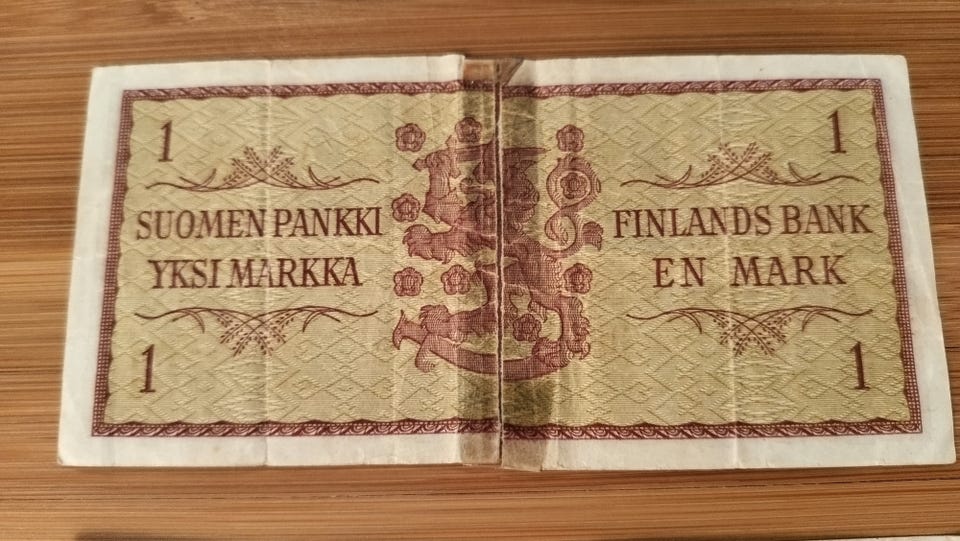 1
1
SUOMEN PANKKI
FINLANDS BANK
YKSI MARKKA
EN MARK
1
1